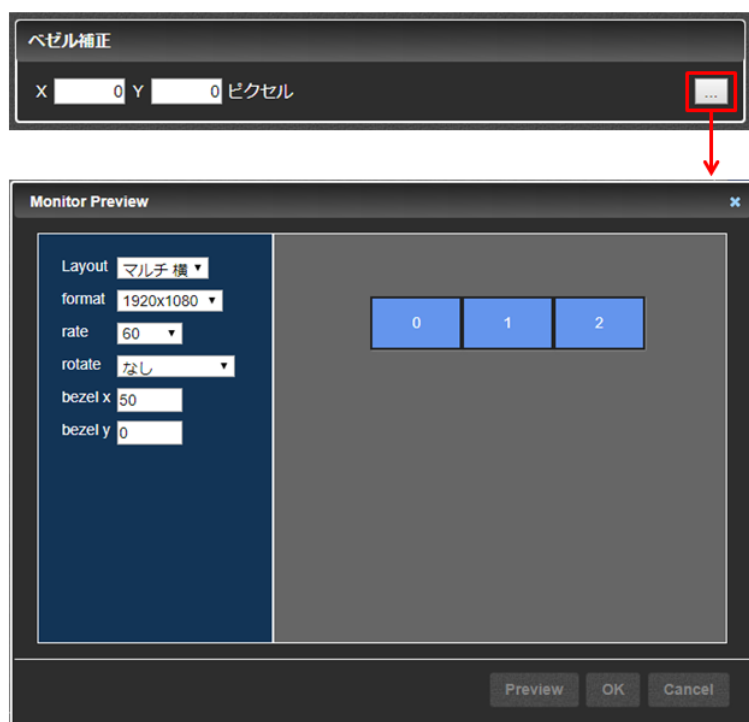 ベゼル補正
X 0 Y 0 ピクセル ...
Monitor Preview ×
Layout マルチ 横 ▼
format 1920x1080 ▼
rate 60 ▼
rotate なし ▼
bezel x 50
bezel y 0
0 1 2
Preview OK Cancel